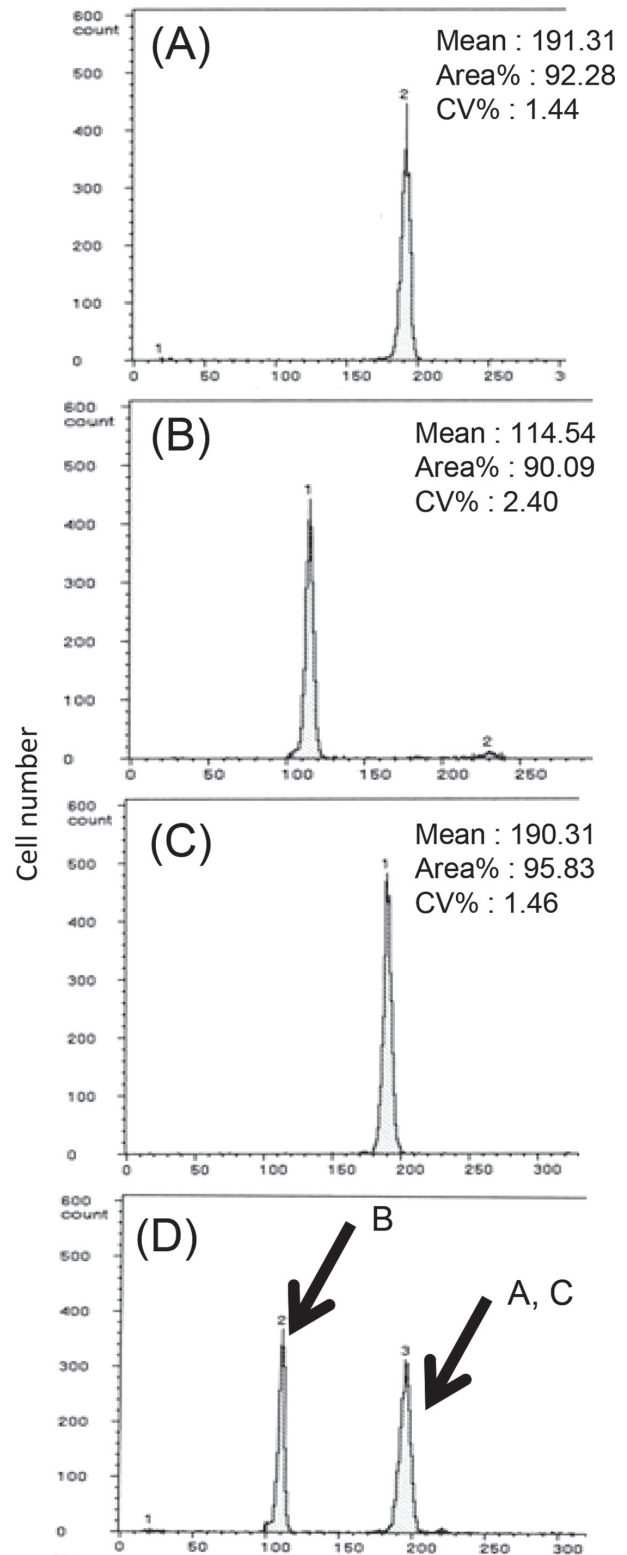 600
count
(A)
Mean : 191.31
Area% : 92.28
CV% : 1.44
500
2
400
300
200
100
1
0
0 50 100 150 200 250 3
600
count
(B)
Mean : 114.54
Area% : 90.09
CV% : 2.40
500
1
400
300
200
100
2
0
0 50 100 150 200 250
Cell number
600
count
(C)
Mean : 190.31
Area% : 95.83
CV% : 1.46
500
1
400
300
200
100
0
0 50 100 150 200 250 300
600
count
(D)
B
500
A, C
400
2
300
3
200
100
1
0
0 50 100 150 200 250 300